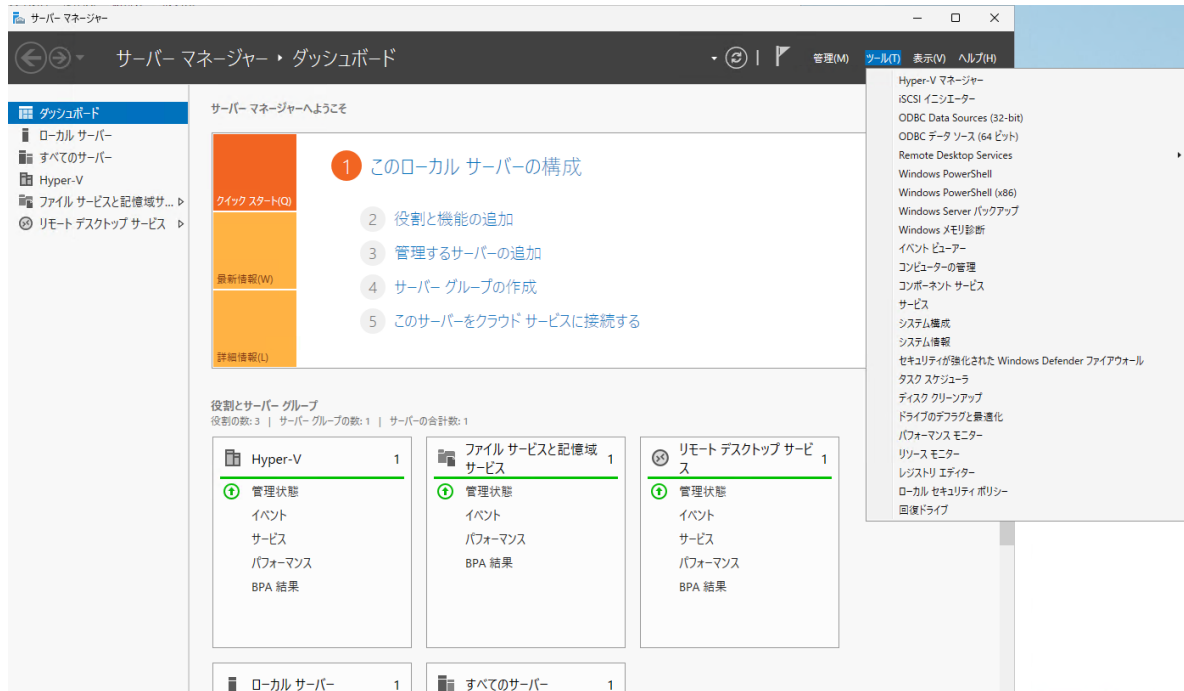 サーバー マネージャー
サーバー マネージャー・ダッシュボード
管理(M) ツール(T) 表示(V) ヘルプ(H)
ダッシュボード
ローカル サーバー
すべてのサーバー
Hyper-V
ファイル サービスと記憶域サ...
リモート デスクトップ サービス
サーバー マネージャーへようこそ
クイック スタート(Q)
最新情報(W)
詳細情報(L)
1 このローカル サーバーの構成
2 役割と機能の追加
3 管理するサーバーの追加
4 サーバー グループの作成
5 このサーバーをクラウド サービスに接続する
役割とサーバー グループ
役割の数: 3 | サーバー グループの数: 1 | サーバーの合計数: 1
Hyper-V 1
管理状態
イベント
サービス
パフォーマンス
BPA 結果
ファイル サービスと記憶域
サービス 1
管理状態
イベント
パフォーマンス
BPA 結果
リモート デスクトップ サービ
ス 1
管理状態
イベント
サービス
パフォーマンス
BPA 結果
ローカル サーバー 1
すべてのサーバー 1
Hyper-V マネージャー
iSCSI イニシエーター
ODBC Data Sources (32-bit)
ODBC データ ソース (64 ビット)
Remote Desktop Services
Windows PowerShell
Windows PowerShell (x86)
Windows Server バックアップ
Windows メモリ診断
イベント ビューアー
コンピューターの管理
コンポーネント サービス
サービス
システム構成
システム情報
セキュリティが強化された Windows Defender ファイアウォール
タスク スケジューラ
ディスク クリーンアップ
ドライブのデフラグと最適化
パフォーマンス モニター
リソース モニター
レジストリ エディター
ローカル セキュリティ ポリシー
回復ドライブ